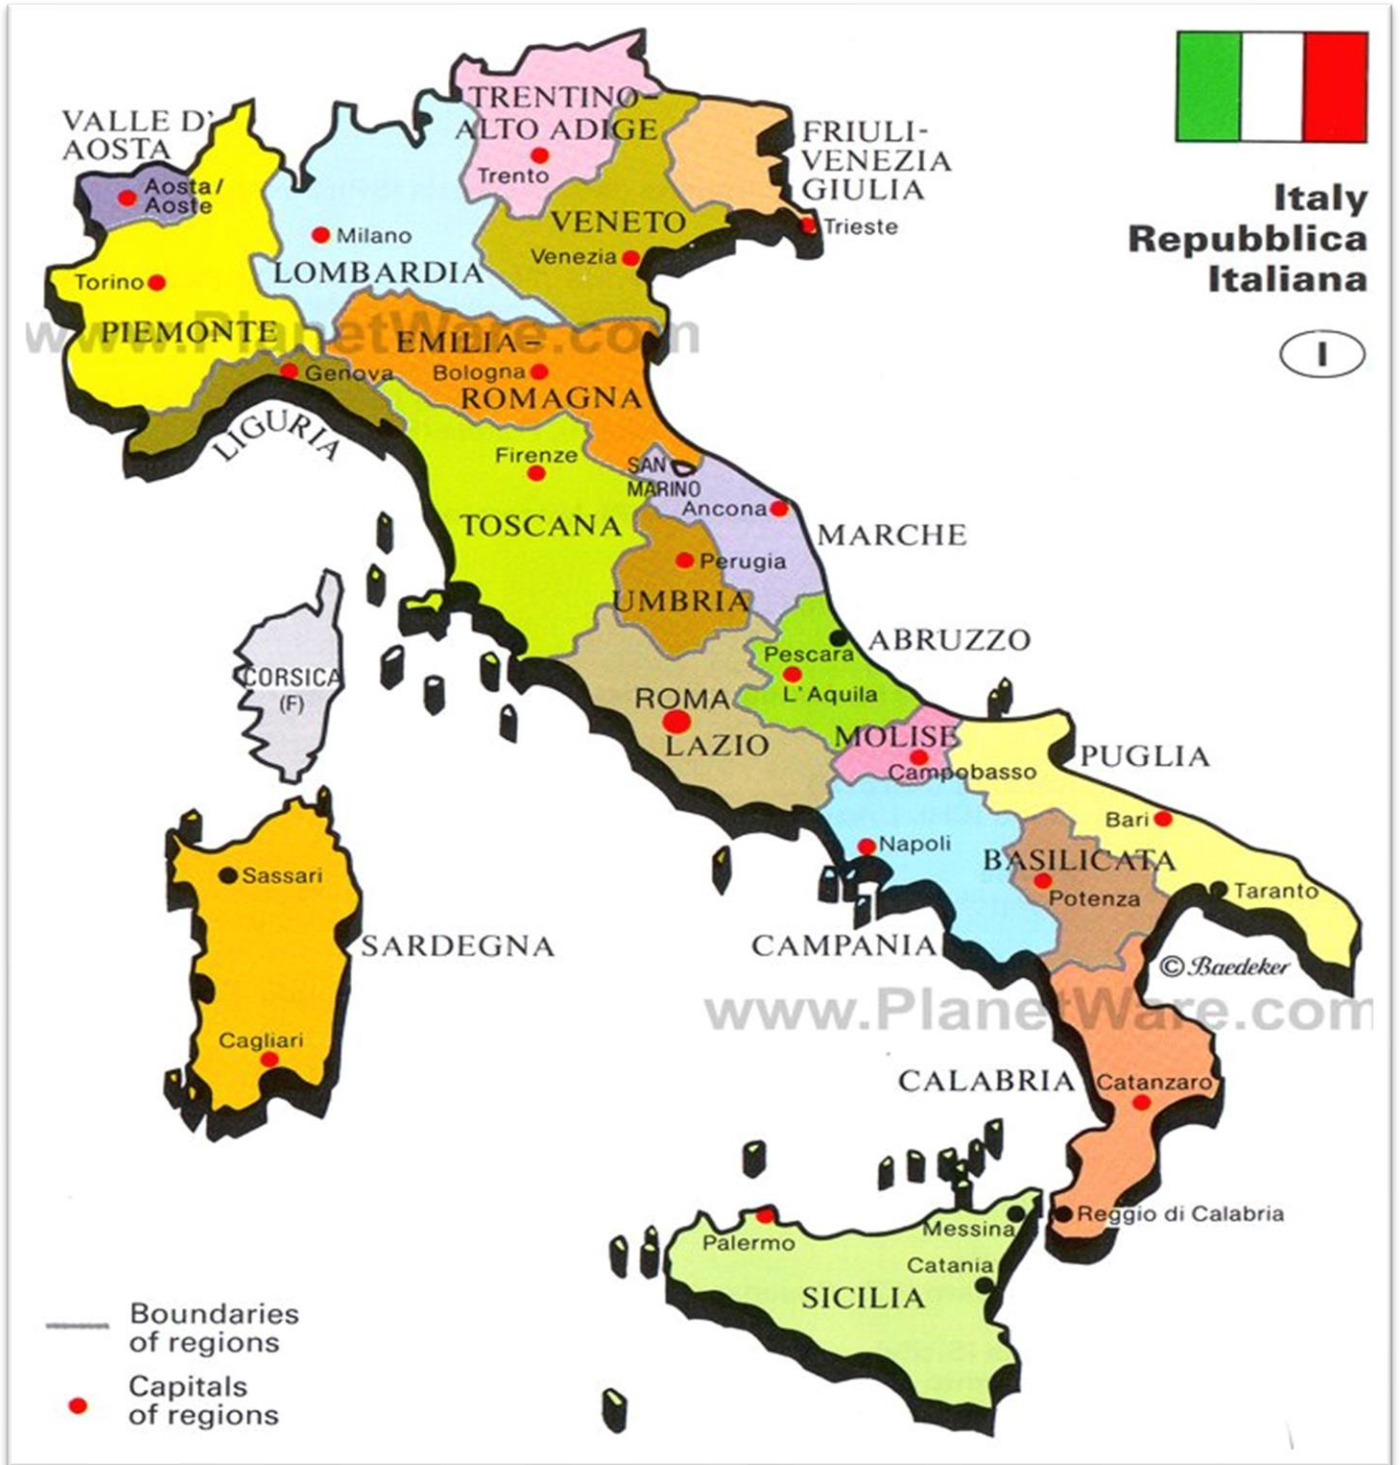 TRENTINO-
ALTO ADIGE
Trento
VALLE D'
AOSTA
Aosta/
Aoste
FRIULI-
VENEZIA
GIULIA
Trieste
Italy
Repubblica
Italiana
I
VENETO
Venezia
Milano
LOMBARDIA
Torino
PIEMONTE
www.PlanetWare.com
EMILIA-
Bologna
ROMAGNA
Genova
LIGURIA
Firenze
TOSCANA
SAN
MARINO
Ancona
MARCHE
Perugia
UMBRIA
ABRUZZO
Pescara
L'Aquila
CORSICA
(F)
ROMA
LAZIO
MOLISE
Campobasso
PUGLIA
Bari
Napoli
BASILICATA
Potenza
Taranto
Sassari
SARDEGNA
CAMPANIA
© Baedeker
www.PlanetWare.com
Cagliari
CALABRIA
Catanzaro
Reggio di Calabria
Messina
Palermo
Catania
SICILIA
Boundaries
of regions
Capitals
of regions